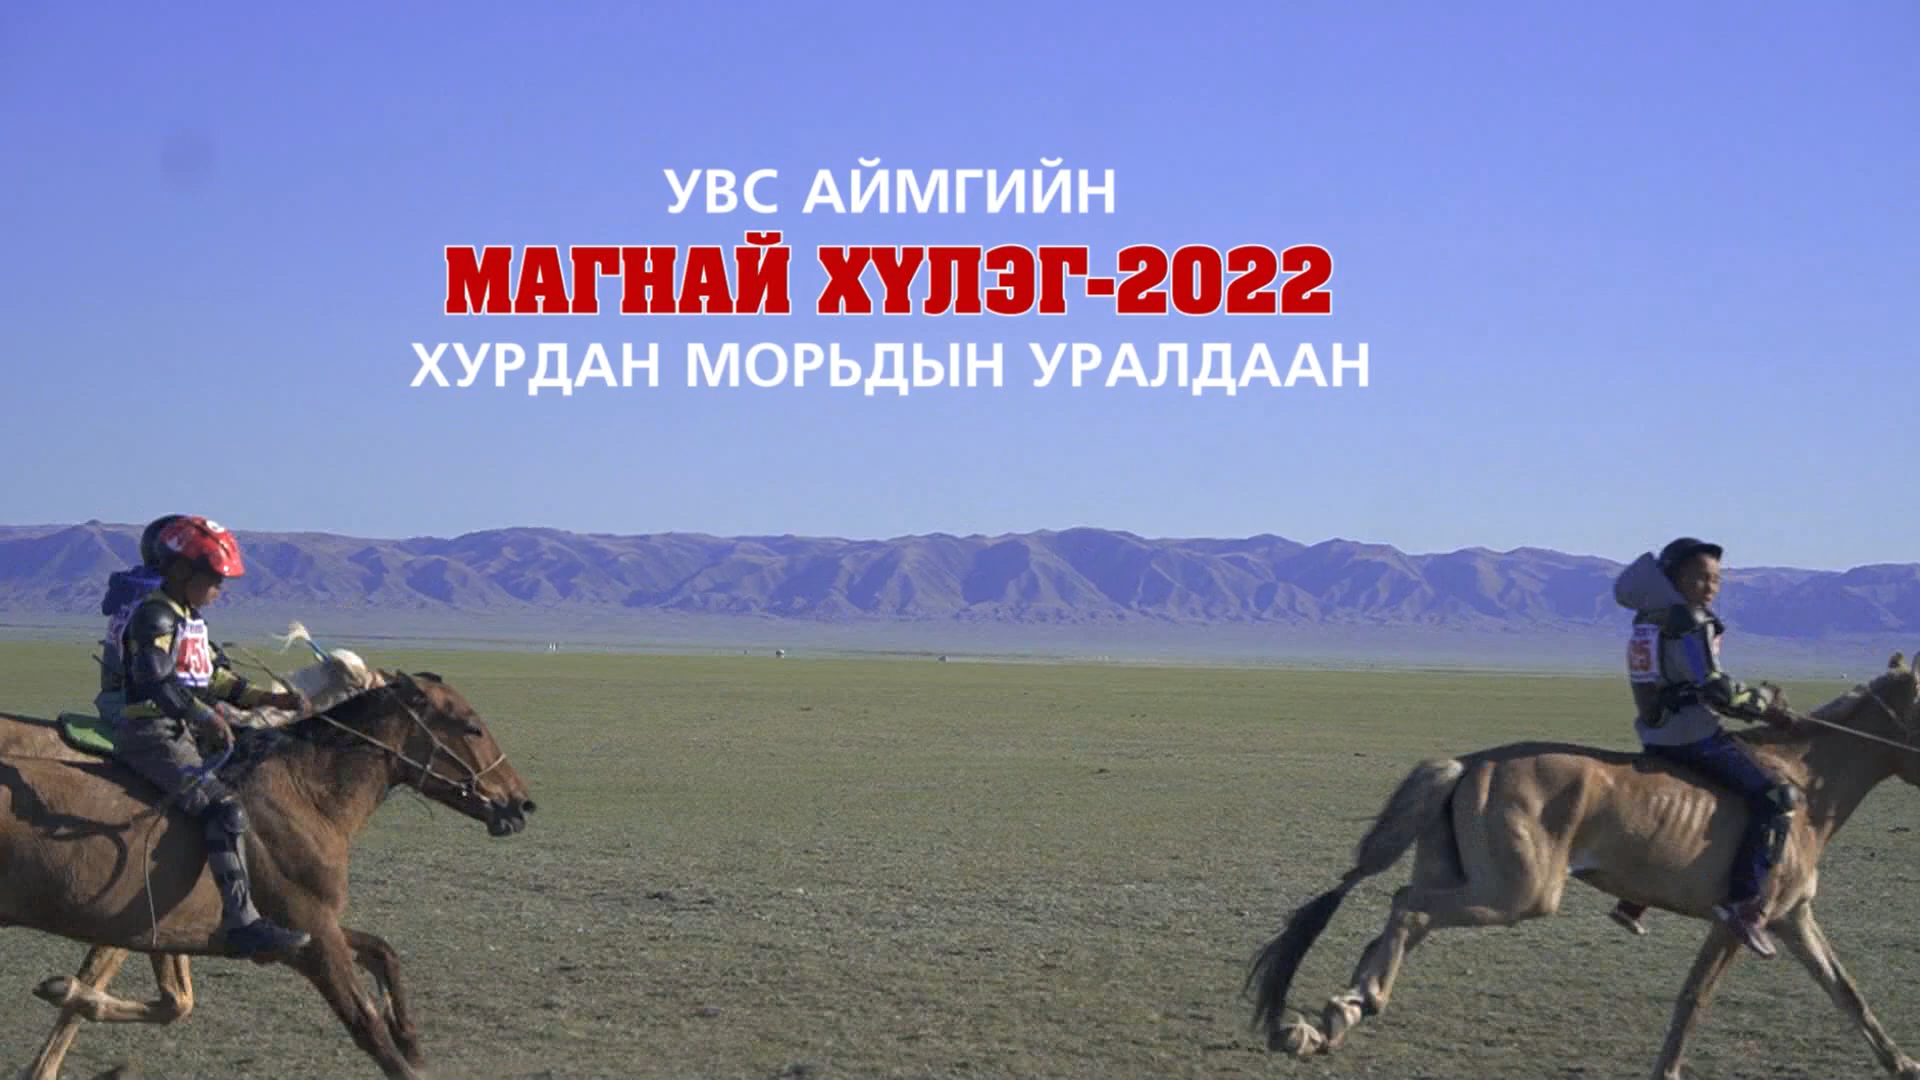 УВС АЙМГИЙН
МАГНАЙ ХҮЛЭГ-2022
ХУРДАН МОРЬДЫН УРАЛДААН